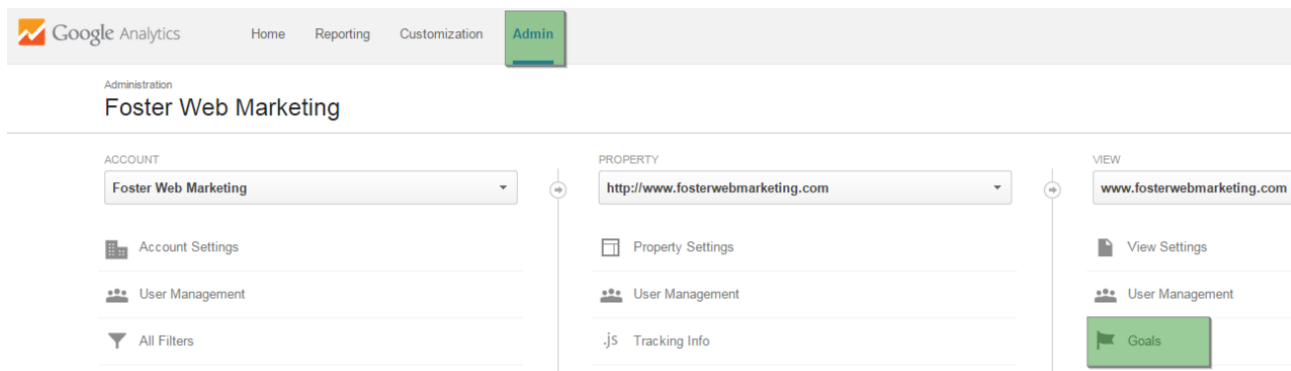 Google Analytics Home Reporting Customization Admin
Administration
Foster Web Marketing
ACCOUNT PROPERTY VIEW
Foster Web Marketing http://www.fosterwebmarketing.com www.fosterwebmarketing.com
Account Settings Property Settings View Settings
User Management User Management User Management
All Filters .js Tracking Info Goals